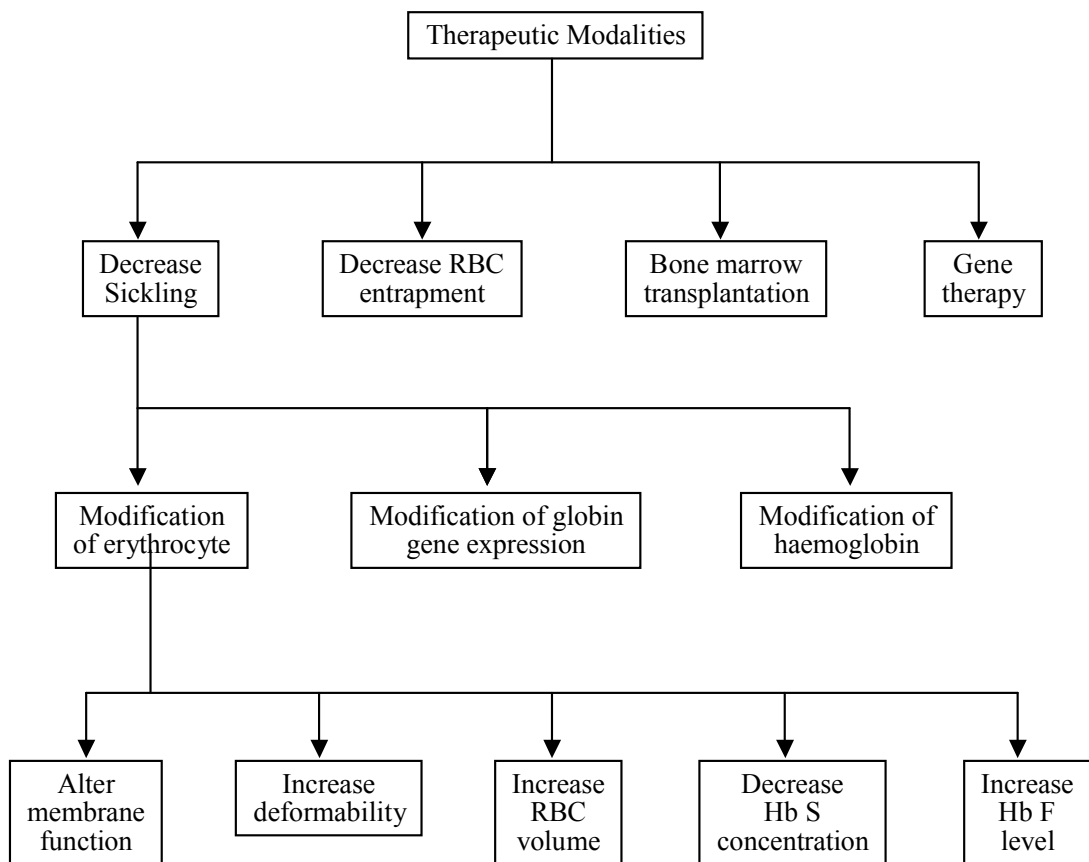 Therapeutic Modalities
Decrease
Sickling
Decrease RBC
entrapment
Bone marrow
transplantation
Gene
therapy
Modification
of erythrocyte
Modification of globin
gene expression
Modification of
haemoglobin
Alter
membrane
function
Increase
deformability
Increase
RBC
volume
Decrease
Hb S
concentration
Increase
Hb F
level